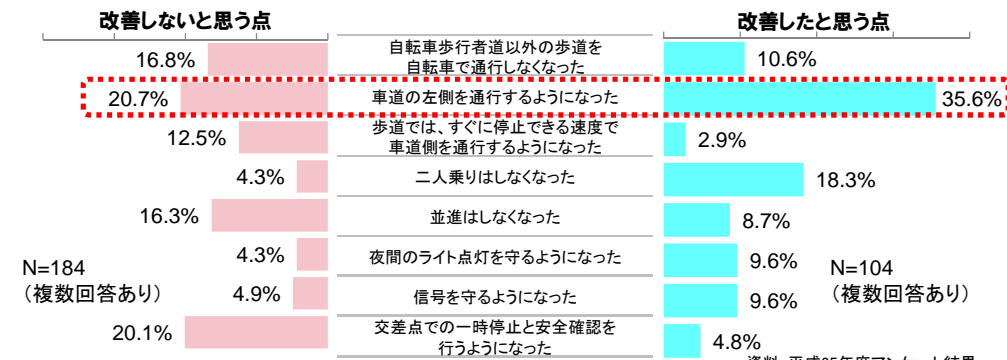 改善しないと思う点
改善したと思う点
16.8%
自転車歩行者道以外の歩道を
自転車で通行しなくなった
10.6%
20.7%
車道の左側を通行するようになった
35.6%
12.5%
歩道では、すぐに停止できる速度で
車道側を通行するようになった
2.9%
4.3%
二人乗りはしなくなった
18.3%
16.3%
並進はしなくなった
8.7%
4.3%
夜間のライト点灯を守るようになった
9.6%
N=184
（複数回答あり）
N=104
（複数回答あり）
4.9%
信号を守るようになった
9.6%
20.1%
交差点での一時停止と安全確認を
行うようになった
4.8%